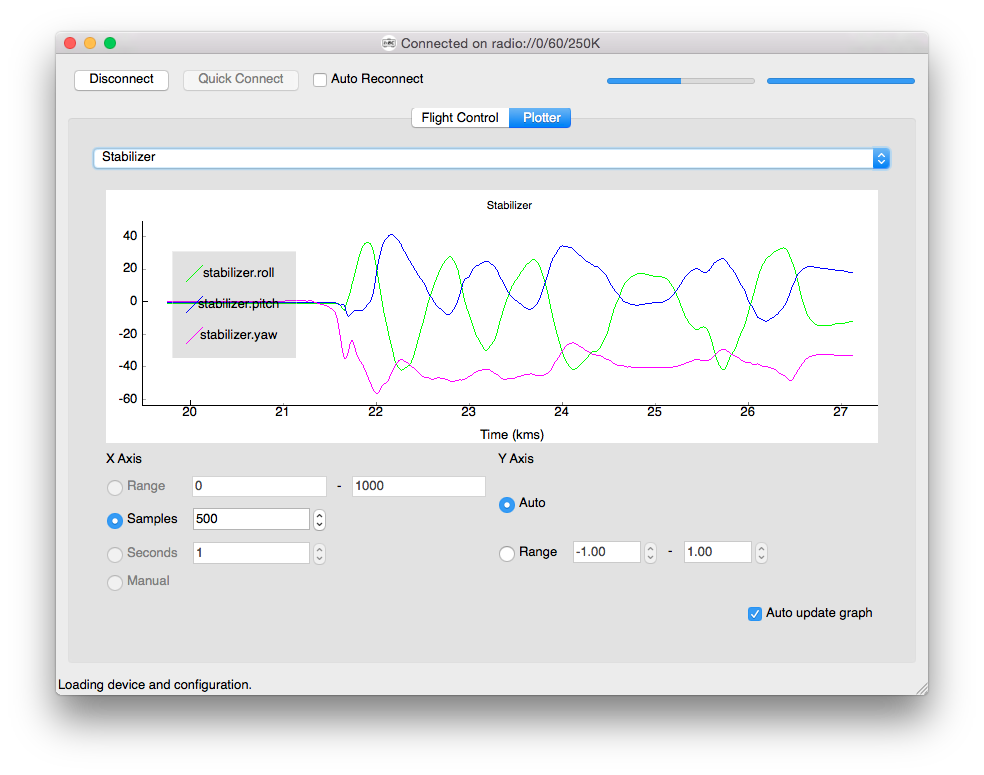 Connected on radio://0/60/250K
Disconnect Quick Connect Auto Reconnect
Flight Control Plotter
Stabilizer
Stabilizer
40
20
0
-20
-40
-60
stabilizer.roll
stabilizer.pitch
stabilizer.yaw
20 21 22 23 24 25 26 27
Time (kms)
X Axis Y Axis
Range 0 - 1000
Auto
Samples 500
Range -1.00 - 1.00
Seconds 1
Manual
Auto update graph
Loading device and configuration.